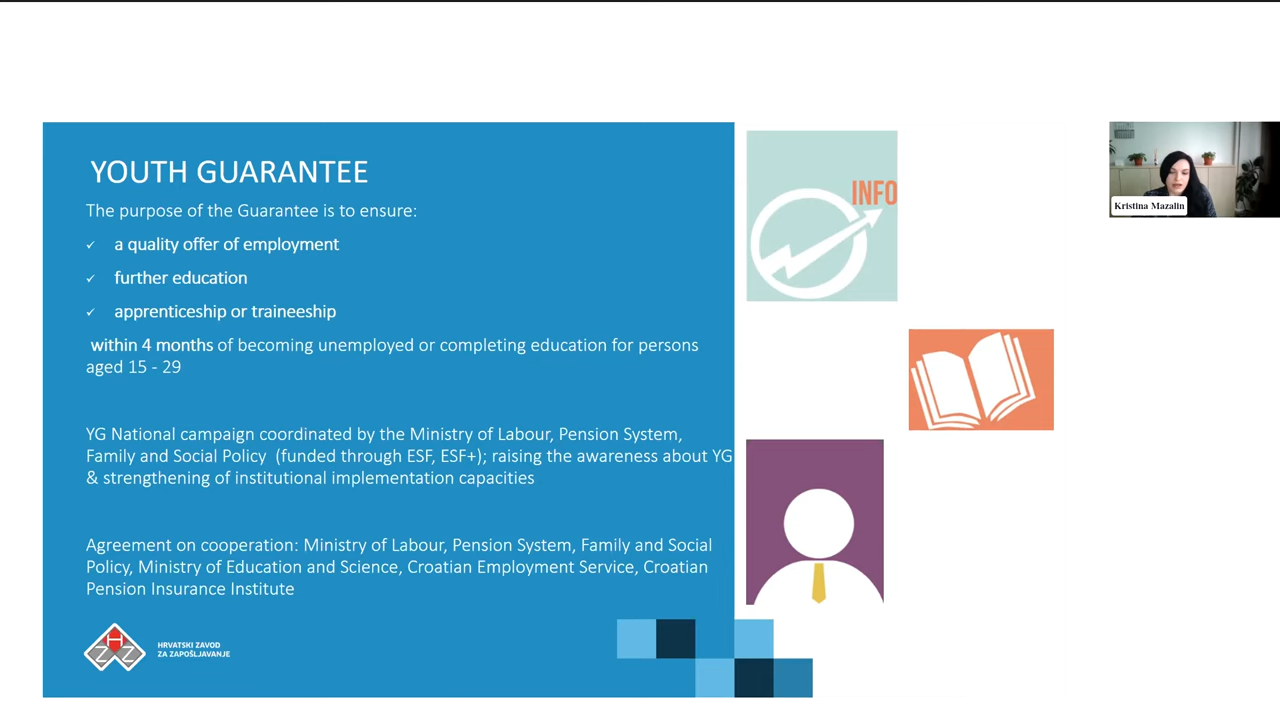 YOUTH GUARANTEE
The purpose of the Guarantee is to ensure:
✓ a quality offer of employment
✓ further education
✓ apprenticeship or traineeship
within 4 months of becoming unemployed or completing education for persons
aged 15 - 29
YG National campaign coordinated by the Ministry of Labour, Pension System,
Family and Social Policy (funded through ESF, ESF+); raising the awareness about YG
& strengthening of institutional implementation capacities
Agreement on cooperation: Ministry of Labour, Pension System, Family and Social
Policy, Ministry of Education and Science, Croatian Employment Service, Croatian
Pension Insurance Institute
HZZ
HRVATSKI ZAVOD
ZA ZAPOŠLJAVANJE
INFO
Kristina Mazalin